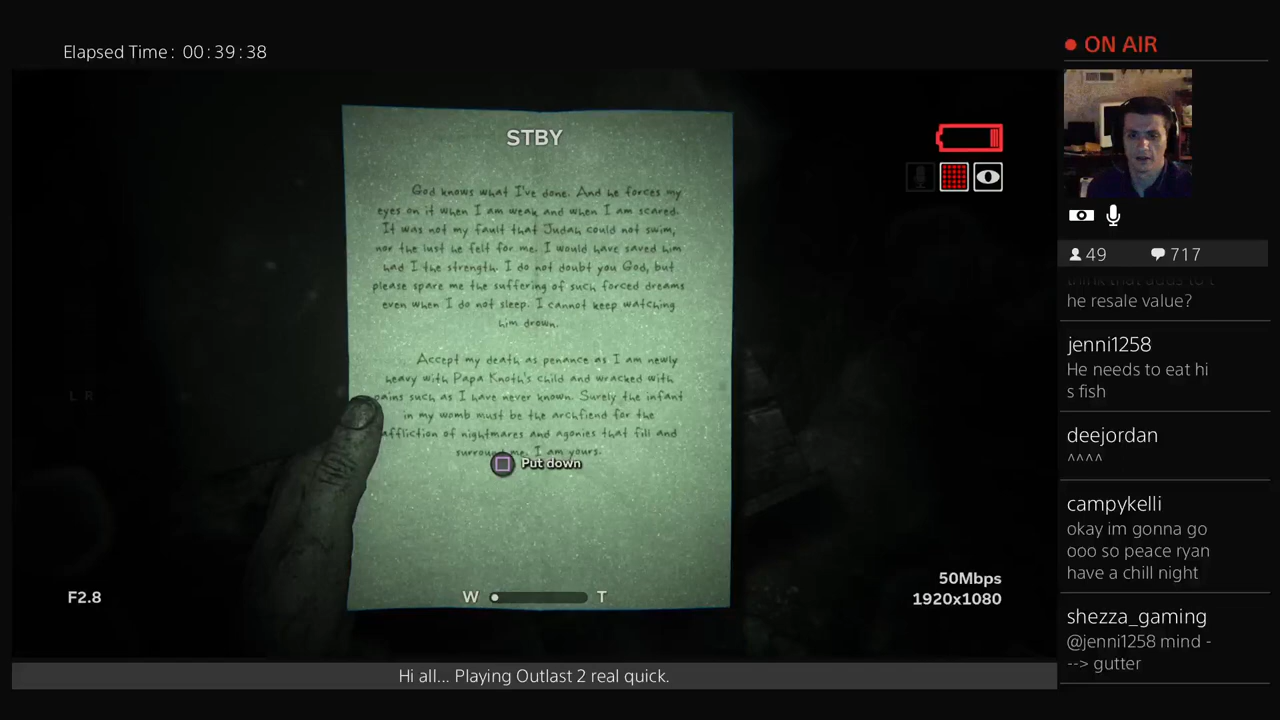 Elapsed Time: 00:39:38
ON AIR
STBY
God knows what I've done. And he forces my
eyes on it when I am weak and when I am scared.
It was not my fault that Judah could not swim,
nor the lust he felt for me. I would have saved him
had I the strength. I do not doubt you God, but
please spare me the suffering of such forced dreams
even when I do not sleep. I cannot keep watching
him drown.
Accept my death as penance as I am newly
heavy with Papa Knoth's child and wracked with
pains such as I have never known. Surely the infant
in my womb must be the archfiend for the
affliction of nightmares and agonies that fill and
surround me. I am yours.
Put down
L R
F2.8
W T
50Mbps
1920x1080
Hi all... Playing Outlast 2 real quick.
49 717
he resale value?
jenni1258
He needs to eat hi
s fish
deejordan
^^^^
campykelli
okay im gonna go
ooo so peace ryan
have a chill night
shezza_gaming
@jenni1258 mind -
--> gutter